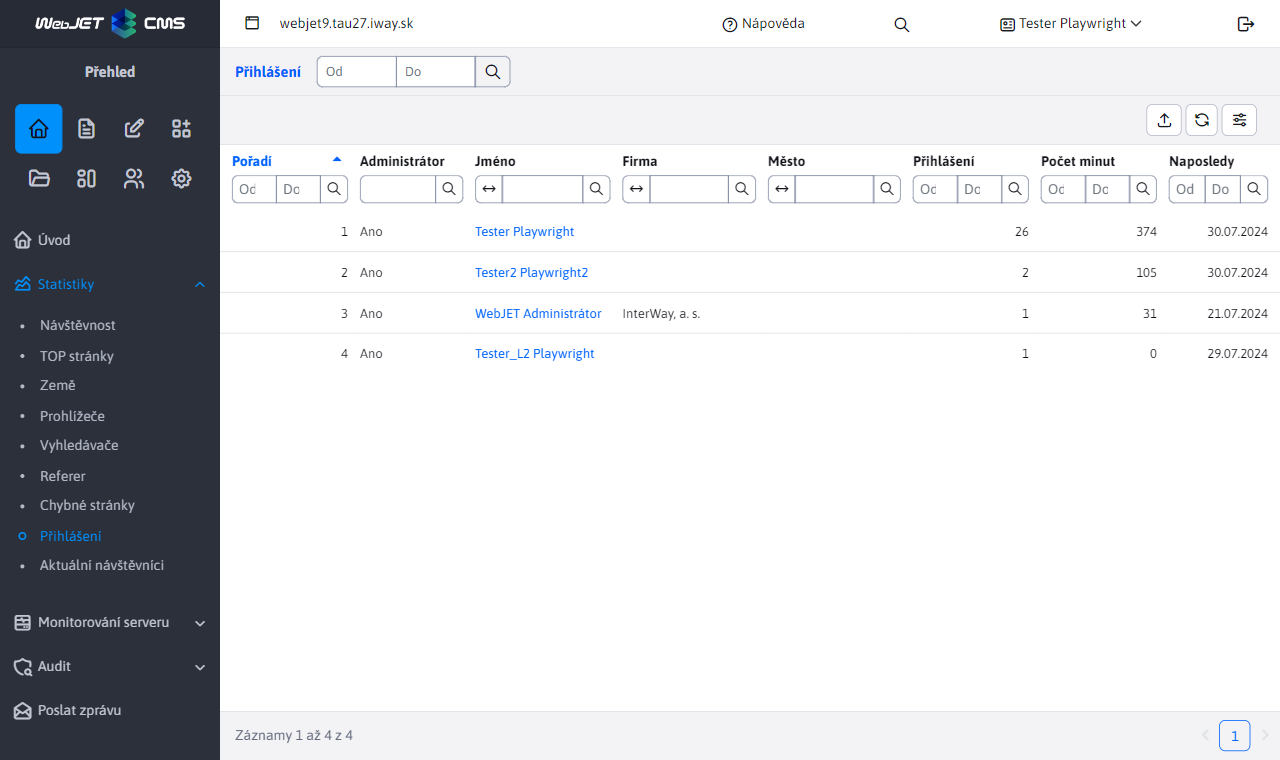 WebJET CMS
webjet9.tau27.iway.sk
Nápověda
Tester Playwright
Přehled
Přihlášení
Od
Do
Úvod
Statistiky
Návštěvnost
TOP stránky
Země
Prohlížeče
Vyhledávače
Referer
Chybné stránky
Přihlášení
Aktuální návštěvníci
Monitorování serveru
Audit
Poslat zprávu
Pořadí Administrátor Jméno Firma Město Přihlášení Počet minut Naposledy
Od Do Od Do Od Do Od Do
1 Ano Tester Playwright 26 374 30.07.2024
2 Ano Tester2 Playwright2 2 105 30.07.2024
3 Ano WebJET Administrátor InterWay, a. s. 1 31 21.07.2024
4 Ano Tester_L2 Playwright 1 0 29.07.2024
Záznamy 1 až 4 z 4
1